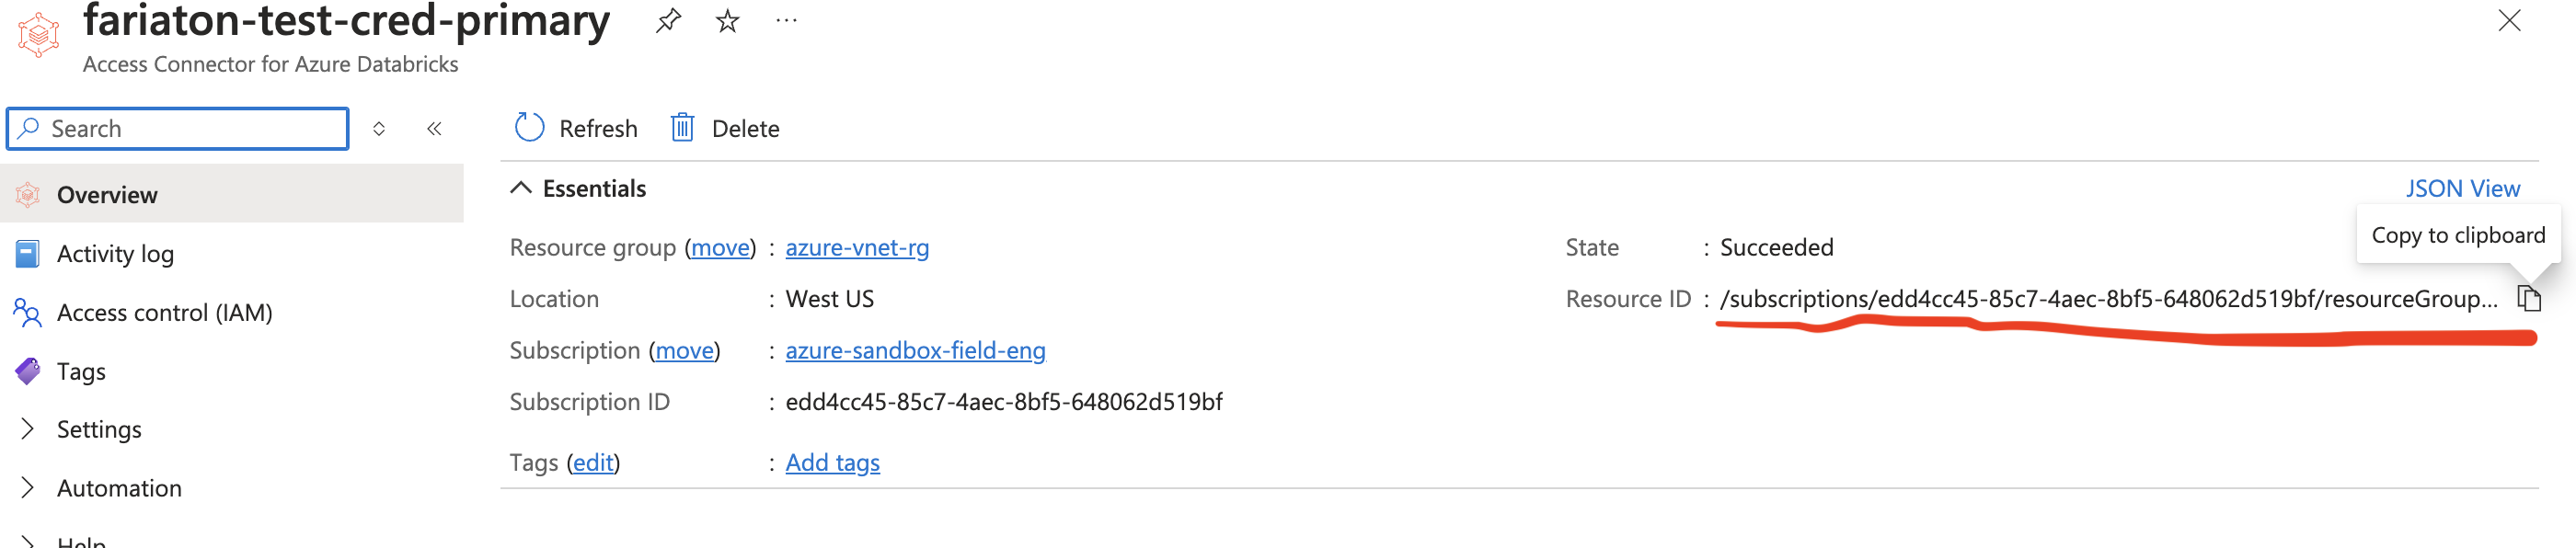 fariaton-test-cred-primary
Access Connector for Azure Databricks
Search
Refresh
Delete
Overview
Activity log
Access control (IAM)
Tags
Settings
Automation
Help
Essentials
JSON View
Copy to clipboard
Resource group (move) : azure-vnet-rg
Location : West US
Subscription (move) : azure-sandbox-field-eng
Subscription ID : edd4cc45-85c7-4aec-8bf5-648062d519bf
Tags (edit) : Add tags
State : Succeeded
Resource ID : /subscriptions/edd4cc45-85c7-4aec-8bf5-648062d519bf/resourceGroup...